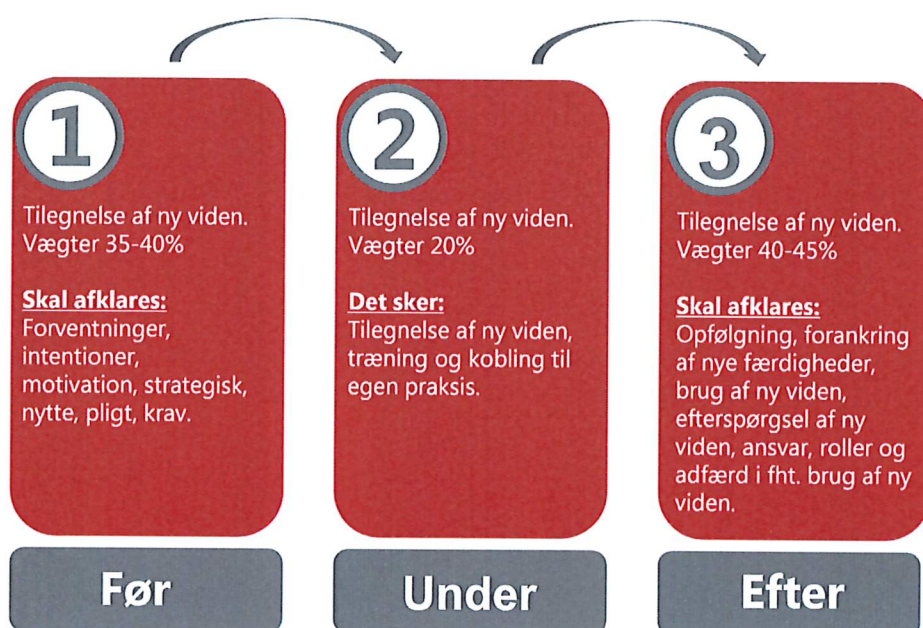 1
Tilegnelse af ny viden.
Vægter 35-40%
Skal afklares:
Forventninger,
intentioner,
motivation, strategisk,
nytte, pligt, krav.
Før
2
Tilegnelse af ny viden.
Vægter 20%
Det sker:
Tilegnelse af ny viden,
træning og kobling til
egen praksis.
Under
3
Tilegnelse af ny viden.
Vægter 40-45%
Skal afklares:
Opfølgning, forankring
af nye færdigheder,
brug af ny viden,
efterspørgsel af ny
viden, ansvar, roller og
adfærd i fht. brug af ny
viden.
Efter